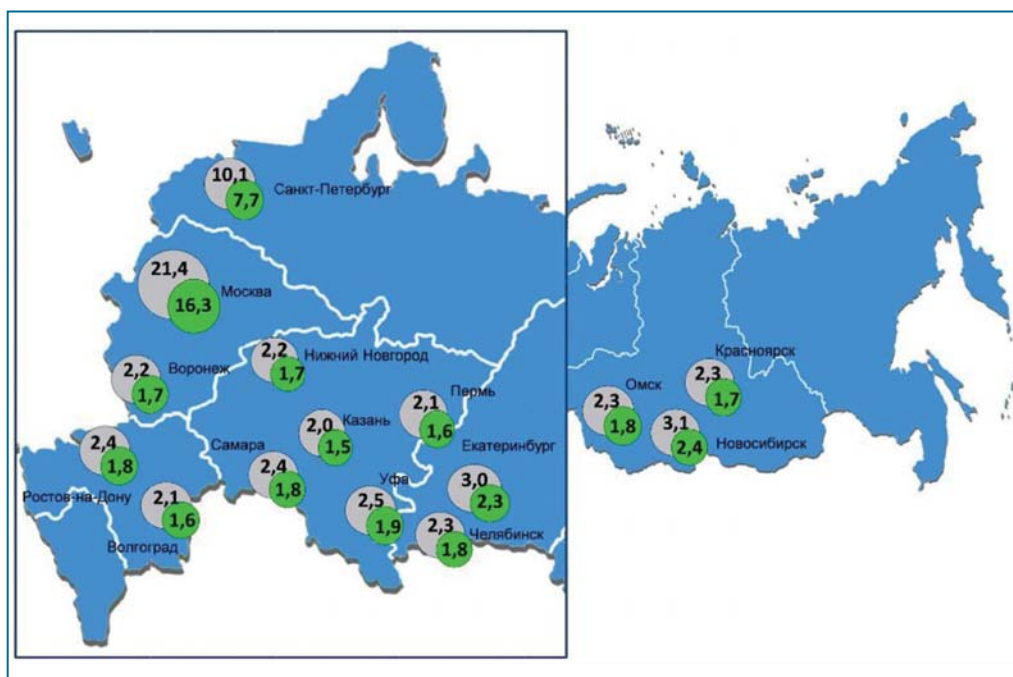 10,1
7,7
Санкт-Петербург
21,4
16,3
Москва
2,2
1,7
Воронеж
2,2
1,7
Нижний Новгород
2,1
1,6
Пермь
2,0
1,5
Казань
Екатеринбург
3,0
2,3
2,4
1,8
Ростов-на-Дону
Самара
2,4
1,8
Уфа
2,5
1,9
2,1
1,6
Волгоград
2,3
1,8
Челябинск
Красноярск
2,3
1,7
Омск
2,3
1,8
3,1
2,4
Новосибирск